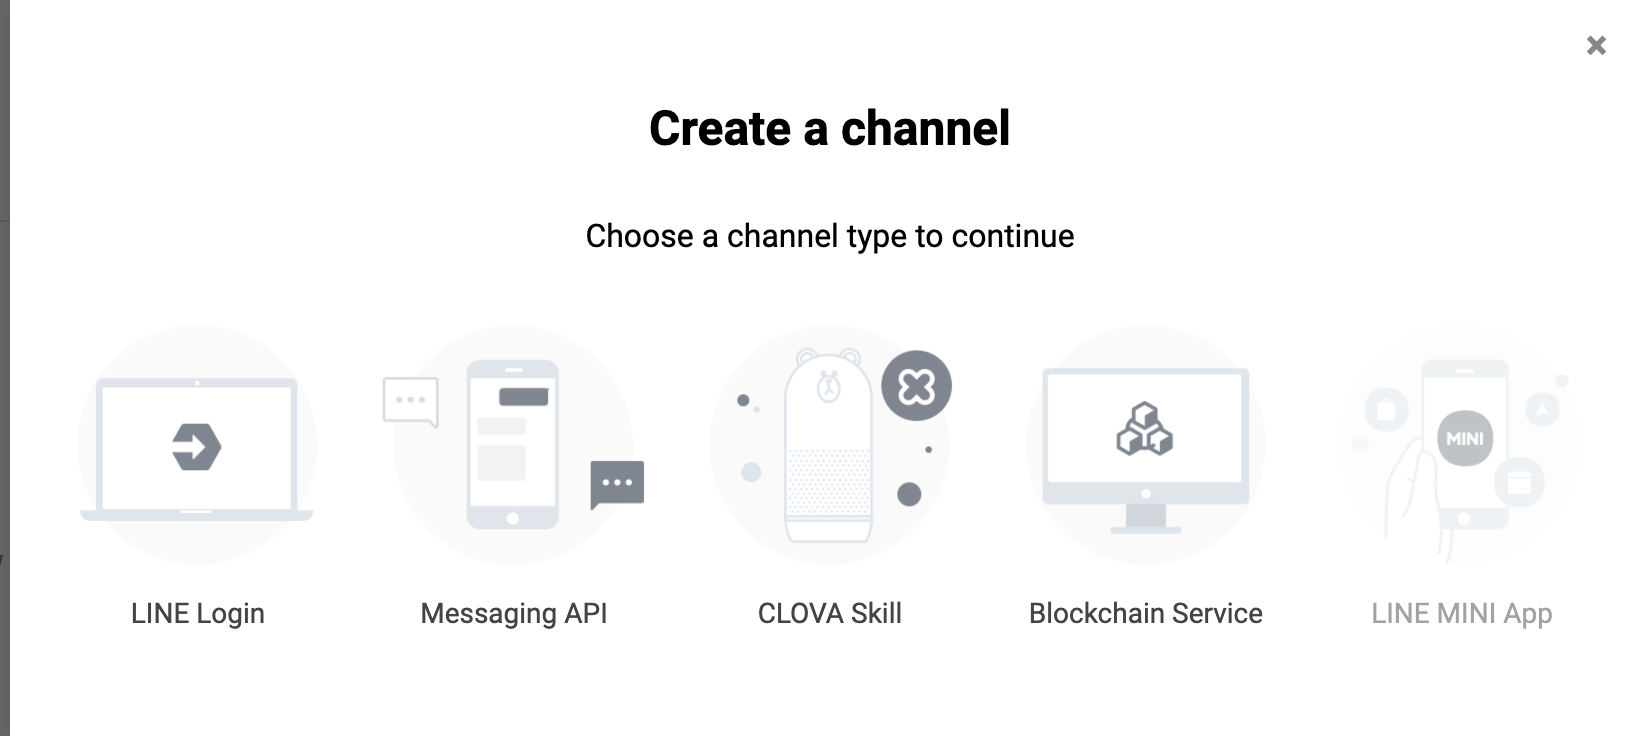 Create a channel
Choose a channel type to continue
MINI
LINE Login
Messaging API
CLOVA Skill
Blockchain Service
LINE MINI App